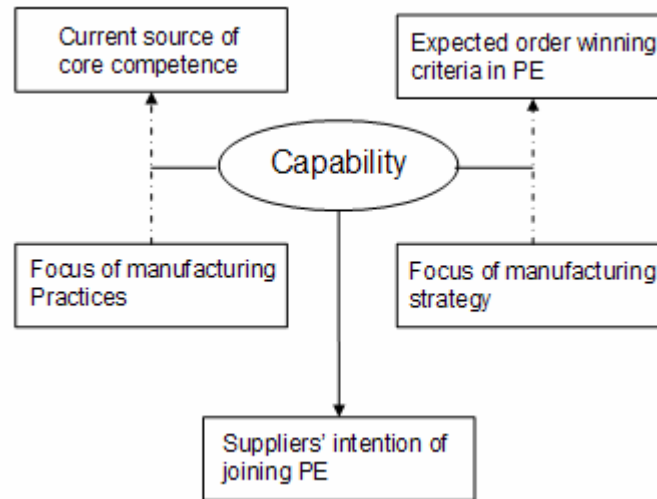 Current source of
core competence
Expected order winning
criteria in PE
Capability
Focus of manufacturing
Practices
Focus of manufacturing
strategy
Suppliers’ intention of
joining PE